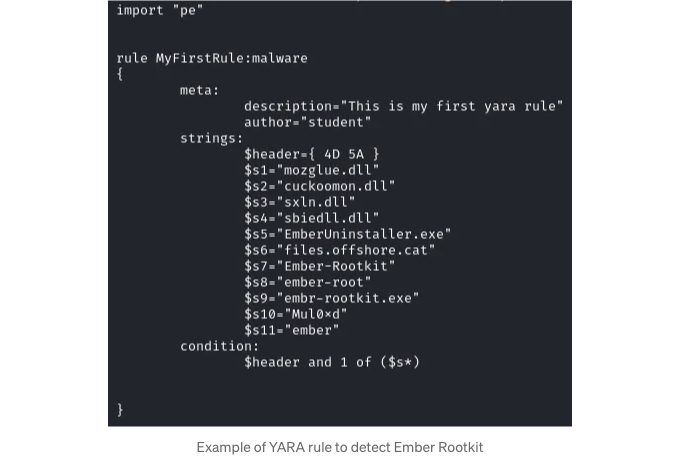 import "pe"
rule MyFirstRule:malware
{
meta:
description="This is my first yara rule"
author="student"
strings:
$header={ 4D 5A }
$s1="mozglue.dll"
$s2="cuckoomon.dll"
$s3="sxln.dll"
$s4="sbiedll.dll"
$s5="EmberUninstaller.exe"
$s6="files.offshore.cat"
$s7="Ember-Rootkit"
$s8="ember-root"
$s9="embr-rootkit.exe"
$s10="Mul0×d"
$s11="ember"
condition:
$header and 1 of ($s*)
}
Example of YARA rule to detect Ember Rootkit